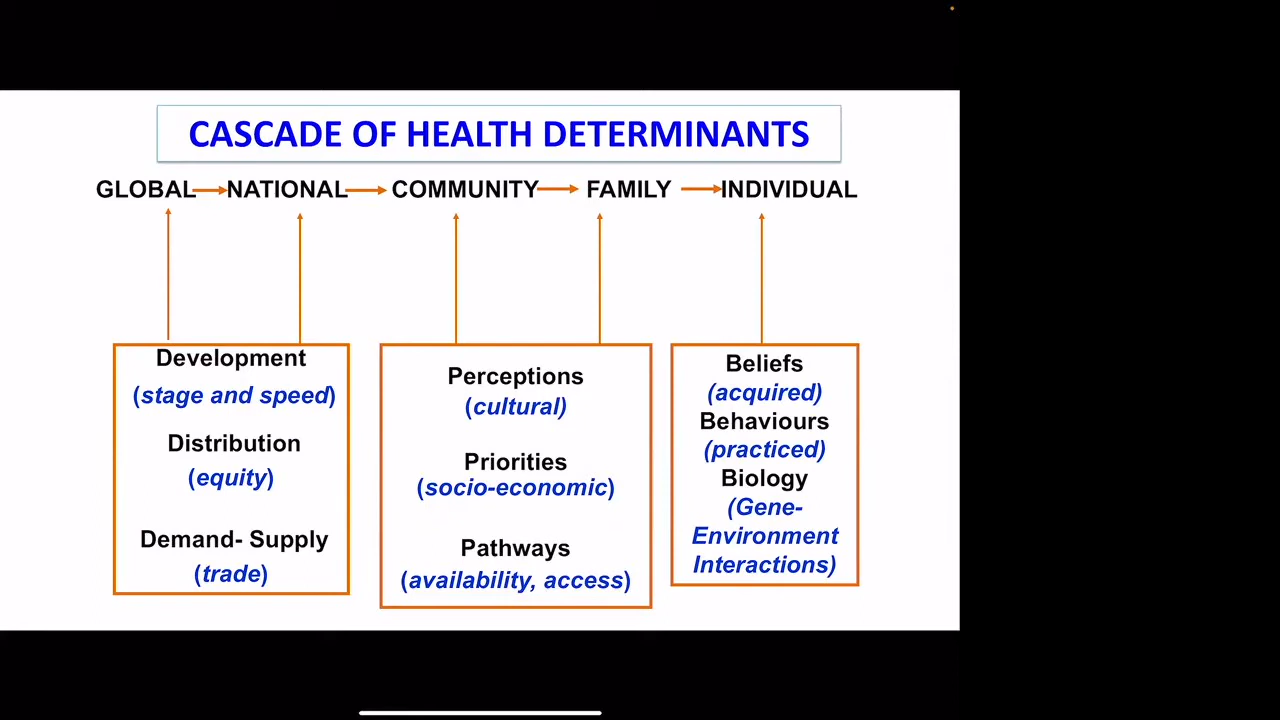 CASCADE OF HEALTH DETERMINANTS
GLOBAL NATIONAL COMMUNITY FAMILY INDIVIDUAL
Development
(stage and speed)
Distribution
(equity)
Demand- Supply
(trade)
Perceptions
(cultural)
Priorities
(socio-economic)
Pathways
(availability, access)
Beliefs
(acquired)
Behaviours
(practiced)
Biology
(Gene-
Environment
Interactions)